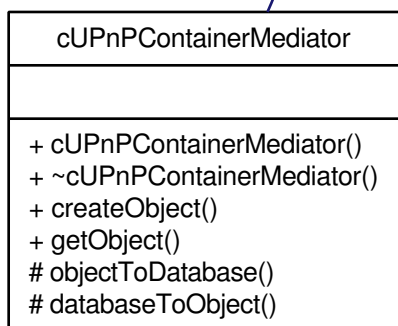 cUPnPContainerMediator
+ cUPnPContainerMediator()
+ ~cUPnPContainerMediator()
+ createObject()
+ getObject()
# objectToDatabase()
# databaseToObject()